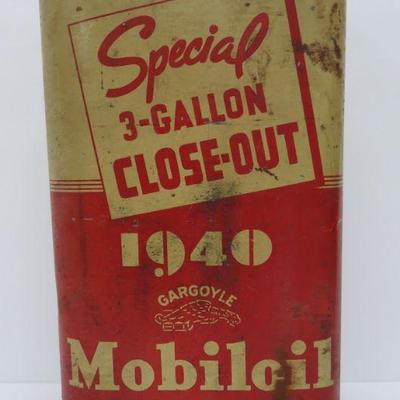 Special
3-GALLON
CLOSE-OUT
1940
GARGOYLE
Mobiloil